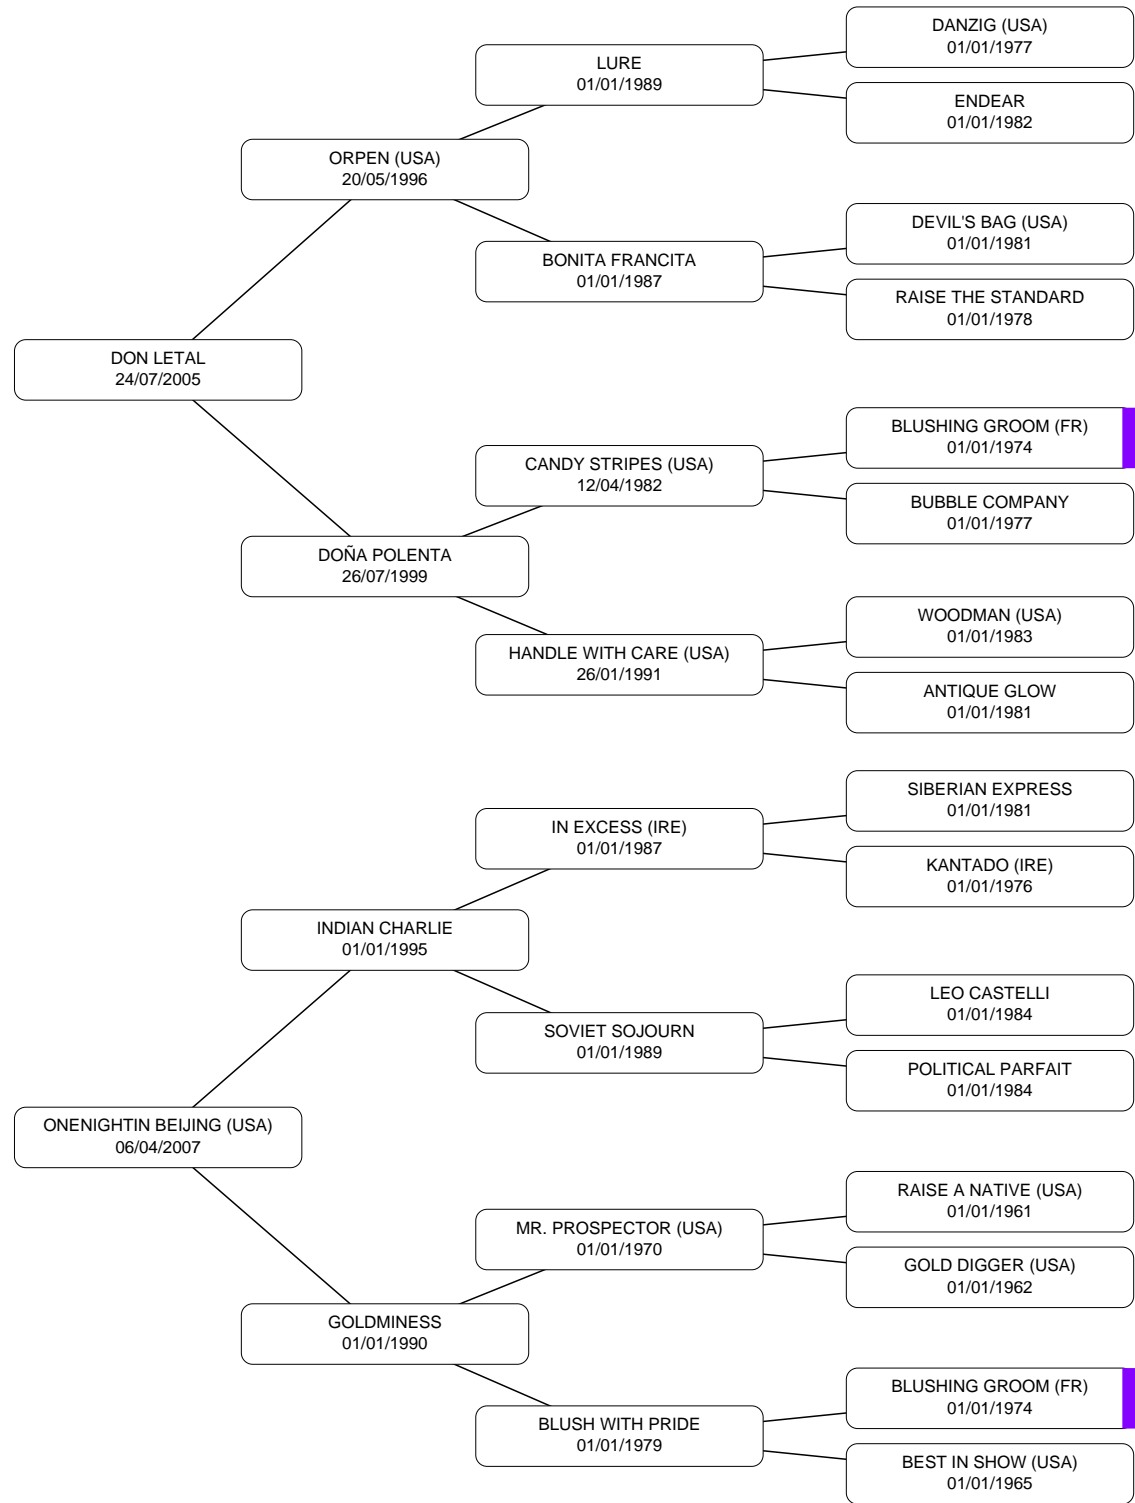 DANZIG (USA)
01/01/1977
LURE
01/01/1989
ENDEAR
01/01/1982
ORPEN (USA)
20/05/1996
DEVIL'S BAG (USA)
01/01/1981
BONITA FRANCITA
01/01/1987
RAISE THE STANDARD
01/01/1978
DON LETAL
24/07/2005
BLUSHING GROOM (FR)
01/01/1974
CANDY STRIPES (USA)
12/04/1982
BUBBLE COMPANY
01/01/1977
DOÑA POLENTA
26/07/1999
WOODMAN (USA)
01/01/1983
HANDLE WITH CARE (USA)
26/01/1991
ANTIQUE GLOW
01/01/1981
SIBERIAN EXPRESS
01/01/1981
IN EXCESS (IRE)
01/01/1987
KANTADO (IRE)
01/01/1976
INDIAN CHARLIE
01/01/1995
LEO CASTELLI
01/01/1984
SOVIET SOJOURN
01/01/1989
POLITICAL PARFAIT
01/01/1984
ONENIGHTIN BEIJING (USA)
06/04/2007
RAISE A NATIVE (USA)
01/01/1961
MR. PROSPECTOR (USA)
01/01/1970
GOLD DIGGER (USA)
01/01/1962
GOLDMINESS
01/01/1990
BLUSHING GROOM (FR)
01/01/1974
BLUSH WITH PRIDE
01/01/1979
BEST IN SHOW (USA)
01/01/1965